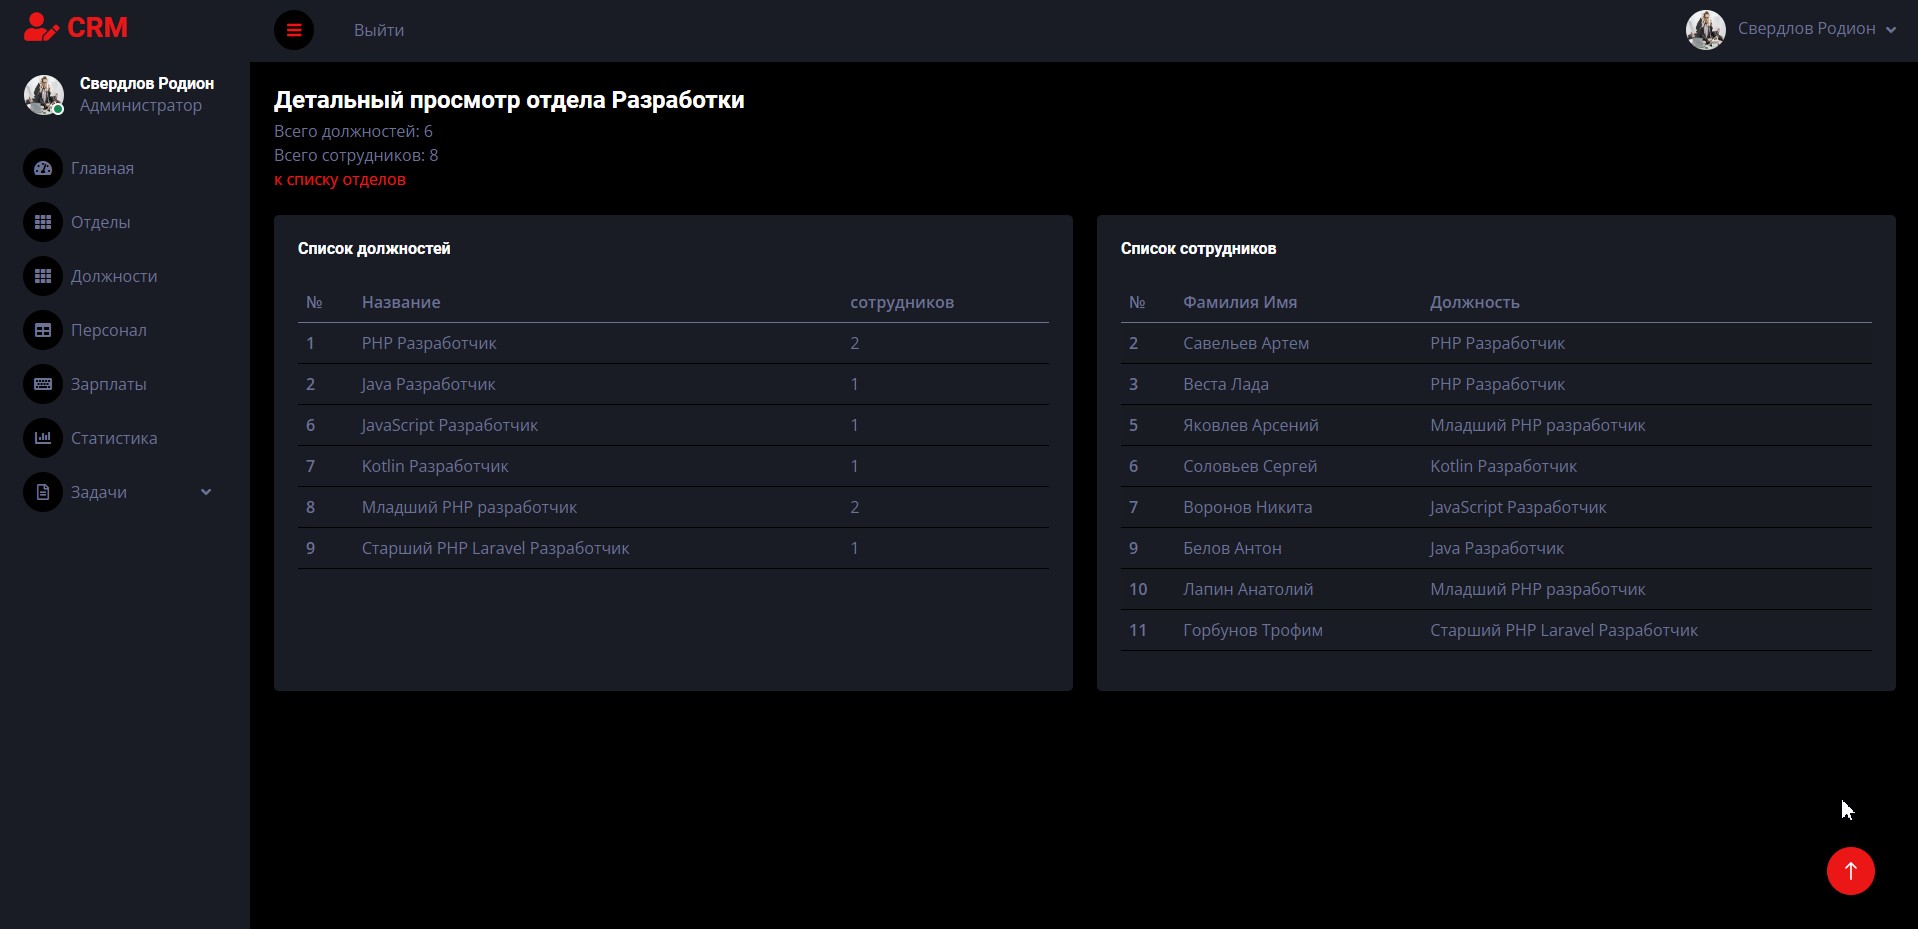 CRM
Выйти
Свердлов Родион
Свердлов Родион
Администратор
Главная
Отделы
Должности
Персонал
Зарплаты
Статистика
Задачи
Детальный просмотр отдела Разработки
Всего должностей: 6
Всего сотрудников: 8
к списку отделов
Список должностей
№ Название сотрудников
1 PHP Разработчик 2
2 Java Разработчик 1
6 JavaScript Разработчик 1
7 Kotlin Разработчик 1
8 Младший PHP разработчик 2
9 Старший PHP Laravel Разработчик 1
Список сотрудников
№ Фамилия Имя Должность
2 Савельев Артем PHP Разработчик
3 Веста Лада PHP Разработчик
5 Яковлев Арсений Младший PHP разработчик
6 Соловьев Сергей Kotlin Разработчик
7 Воронов Никита JavaScript Разработчик
9 Белов Антон Java Разработчик
10 Лапин Анатолий Младший PHP разработчик
11 Горбунов Трофим Старший PHP Laravel Разработчик